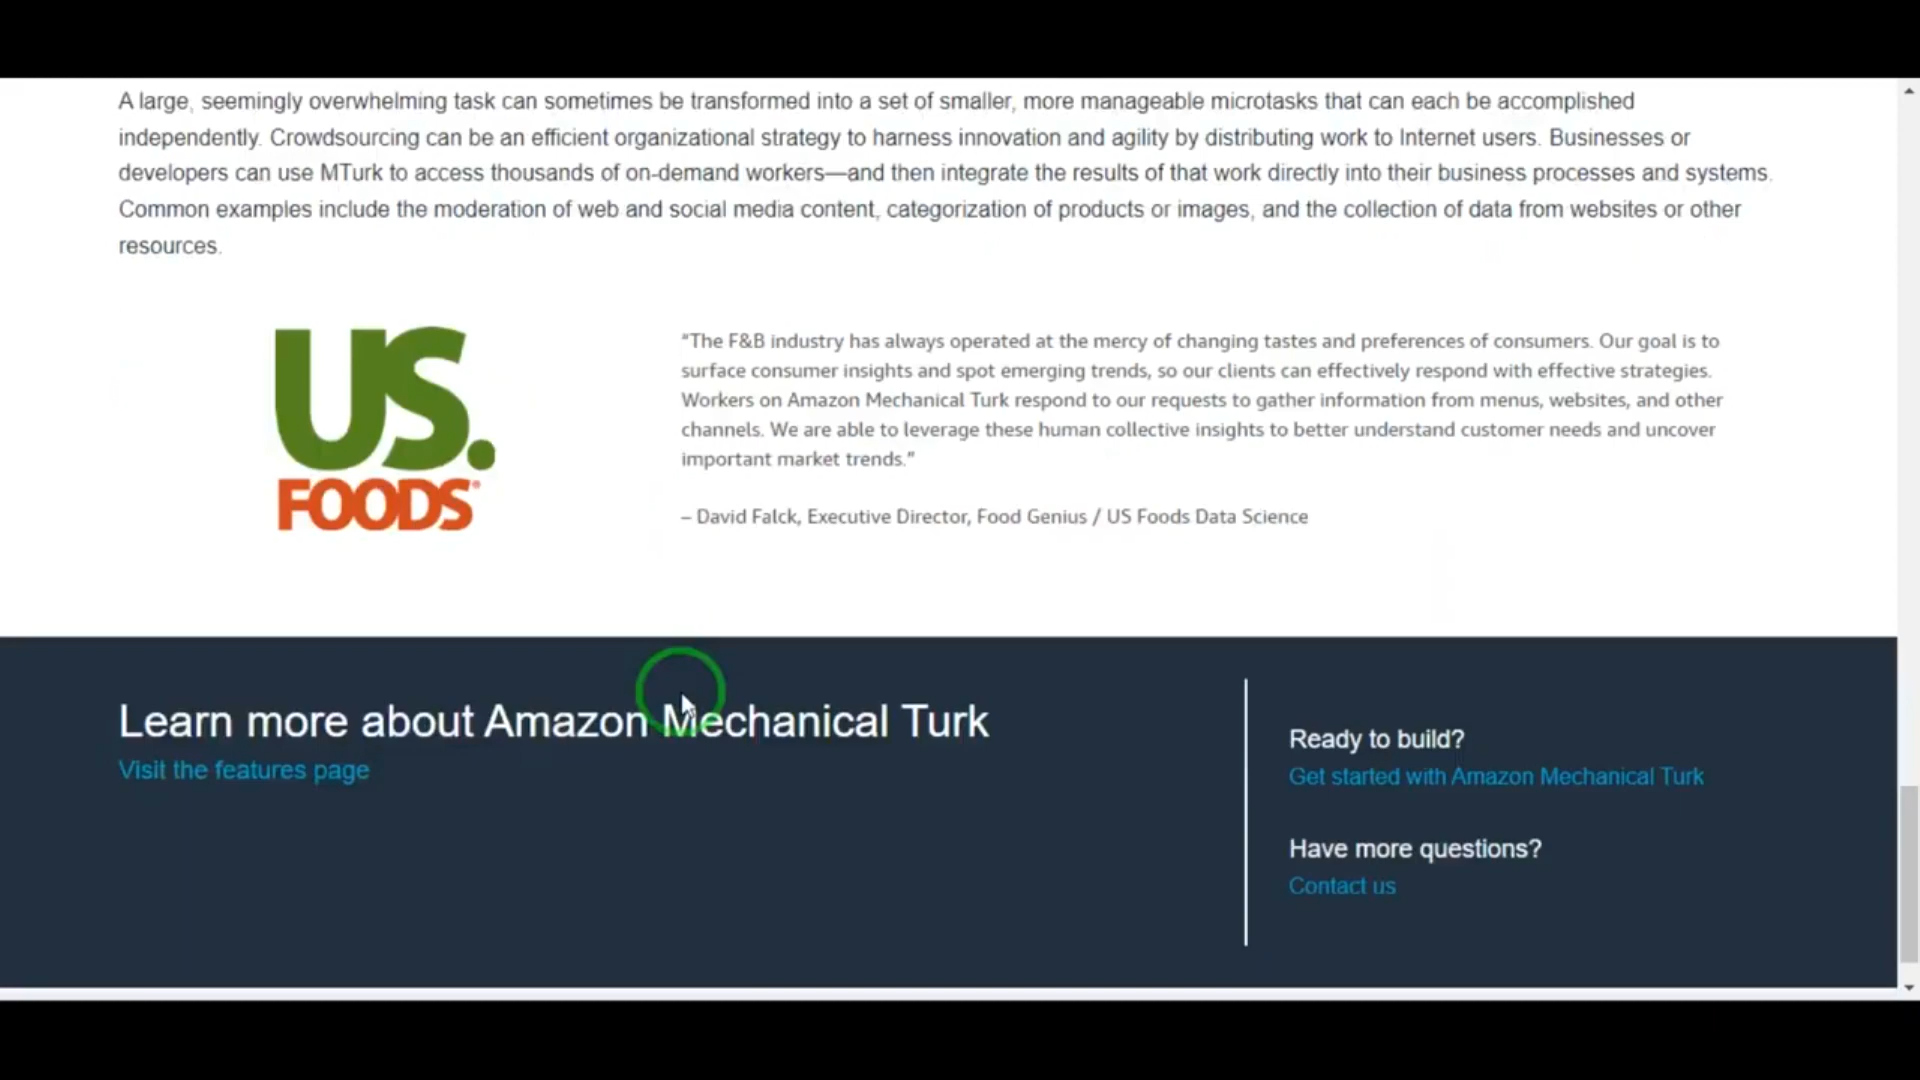 A large, seemingly overwhelming task can sometimes be transformed into a set of smaller, more manageable microtasks that can each be accomplished
independently. Crowdsourcing can be an efficient organizational strategy to harness innovation and agility by distributing work to Internet users. Businesses or
developers can use MTurk to access thousands of on-demand workers—and then integrate the results of that work directly into their business processes and systems.
Common examples include the moderation of web and social media content, categorization of products or images, and the collection of data from websites or other
resources.
US.
FOODS
“The F&B industry has always operated at the mercy of changing tastes and preferences of consumers. Our goal is to
surface consumer insights and spot emerging trends, so our clients can effectively respond with effective strategies.
Workers on Amazon Mechanical Turk respond to our requests to gather information from menus, websites, and other
channels. We are able to leverage these human collective insights to better understand customer needs and uncover
important market trends.”
– David Falck, Executive Director, Food Genius / US Foods Data Science
Learn more about Amazon Mechanical Turk
Visit the features page
Ready to build?
Get started with Amazon Mechanical Turk
Have more questions?
Contact us